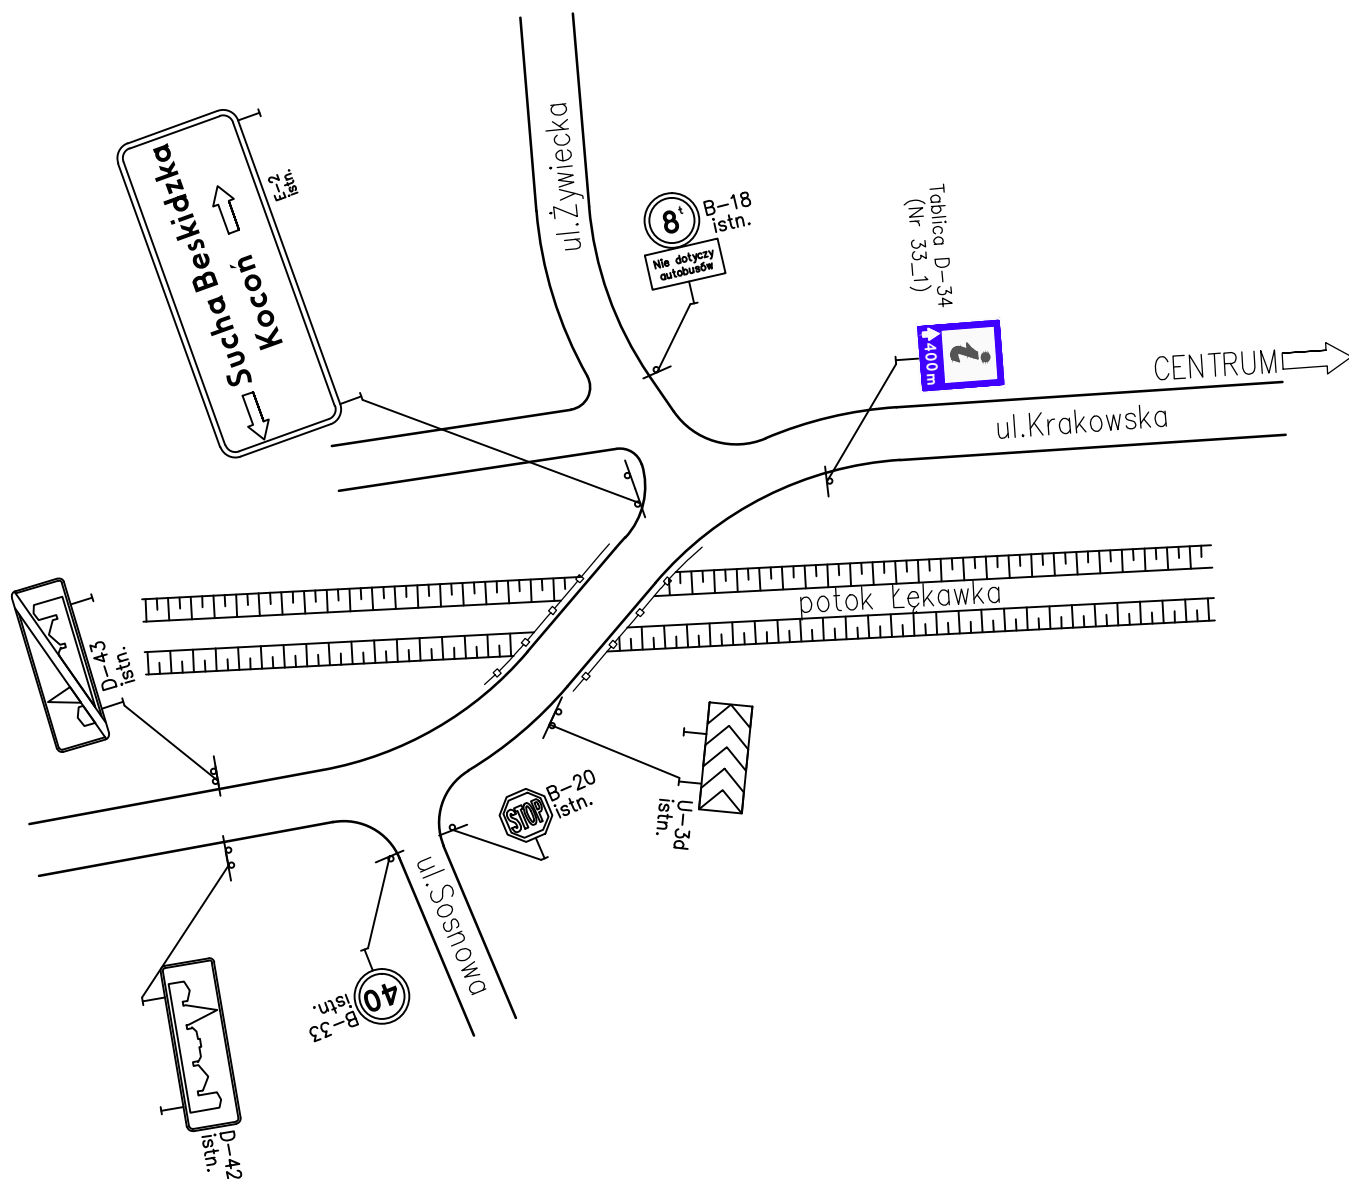 ul.Żywiecka
Sucha Beskidzka
Kocoń
E-2
istn.
8t
B-18
istn.
Nie dotyczy
autobusów
Tablica D-34
(Nr 33_1)
i
400m
CENTRUM
ul.Krakowska
potok Łękawka
D-43
istn.
STOP
B-20
istn.
U-3d
istn.
ul.Sosnowa
40
B-33
istn.
D-42
istn.